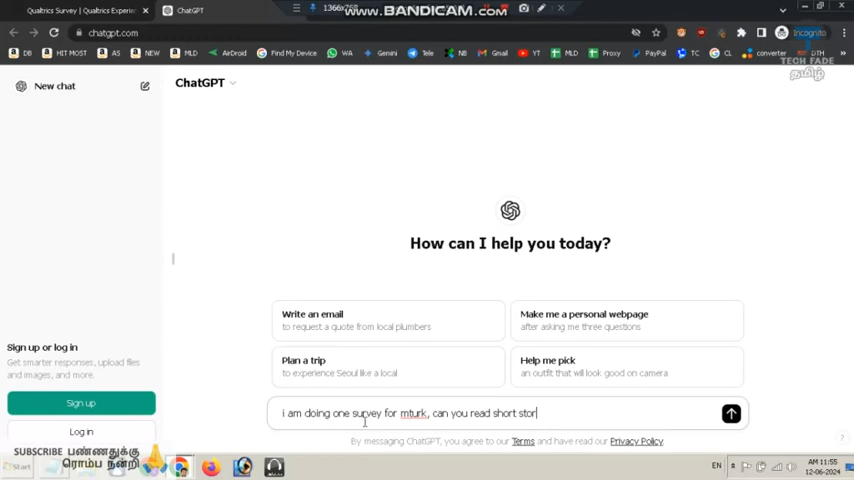 Qualtrics Survey | Qualtrics Experie
ChatGPT
1366x768
WWW.BANDICAM.COM
chatgpt.com
Incognito
DB
HIT MOST
AE
NEW
MLD
AirDroid
Find My Device
WA
Gemini
Tele
NB
Gmail
YT
MLD
Proxy
PayPal
TC
CL
converter
DTH
TECH FADE
தமிழ்
New chat
ChatGPT
How can I help you today?
Write an email
to request a quote from local plumbers
Make me a personal webpage
after asking me three questions
Plan a trip
to experience Seoul like a local
Help me pick
an outfit that will look good on camera
Sign up or log in
Get smarter responses, upload files
and images, and more.
Sign up
Log in
i am doing one survey for mturk, can you read short stor
By messaging ChatGPT, you agree to our Terms and have read our Privacy Policy.
?
SUBSCRIBE பண்ணதுக்கு
ரொம்ப நன்றி
Start
EN
AM 11:55
12-06-2024